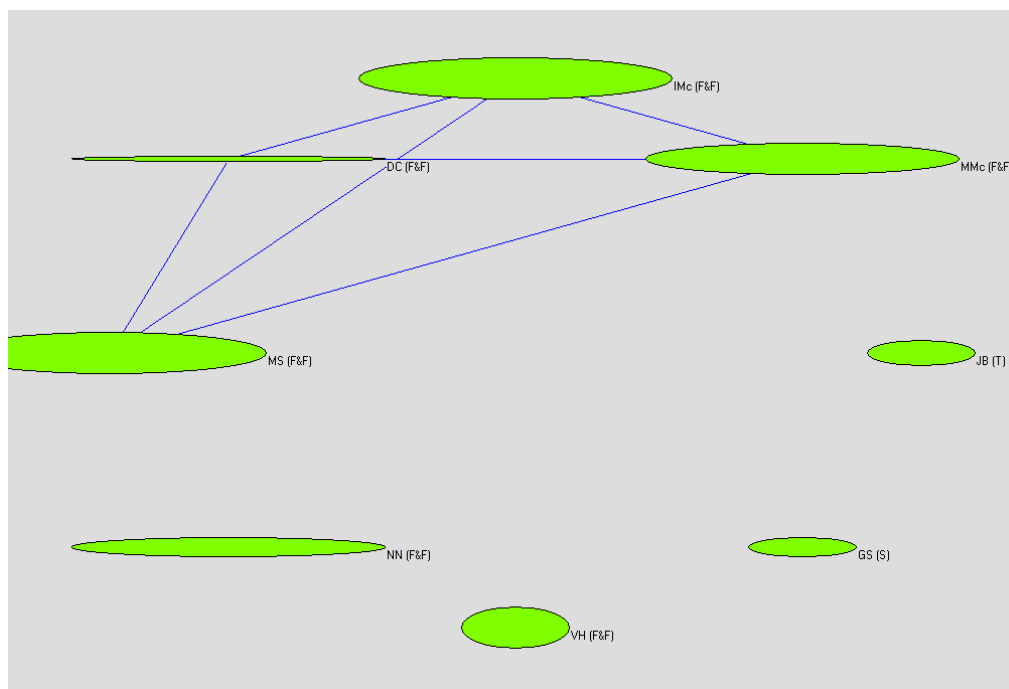 IMc (F&F)
DC (F&F)
MMc (F&F
MS (F&F)
JB (T)
NN (F&F)
GS (S)
VH (F&F)